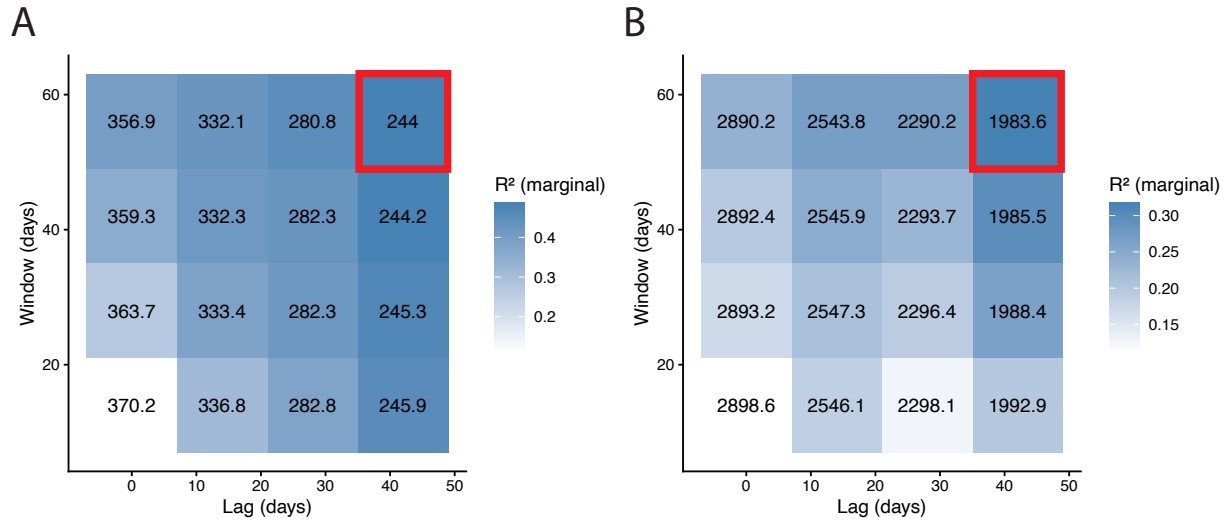 A
60
40
20
Window (days)
356.9 332.1 280.8 244
359.3 332.3 282.3 244.2
363.7 333.4 282.3 245.3
370.2 336.8 282.8 245.9
0 10 20 30 40 50
Lag (days)
R² (marginal)
0.4
0.3
0.2
B
60
40
20
Window (days)
2890.2 2543.8 2290.2 1983.6
2892.4 2545.9 2293.7 1985.5
2893.2 2547.3 2296.4 1988.4
2898.6 2546.1 2298.1 1992.9
0 10 20 30 40 50
Lag (days)
R² (marginal)
0.30
0.25
0.20
0.15